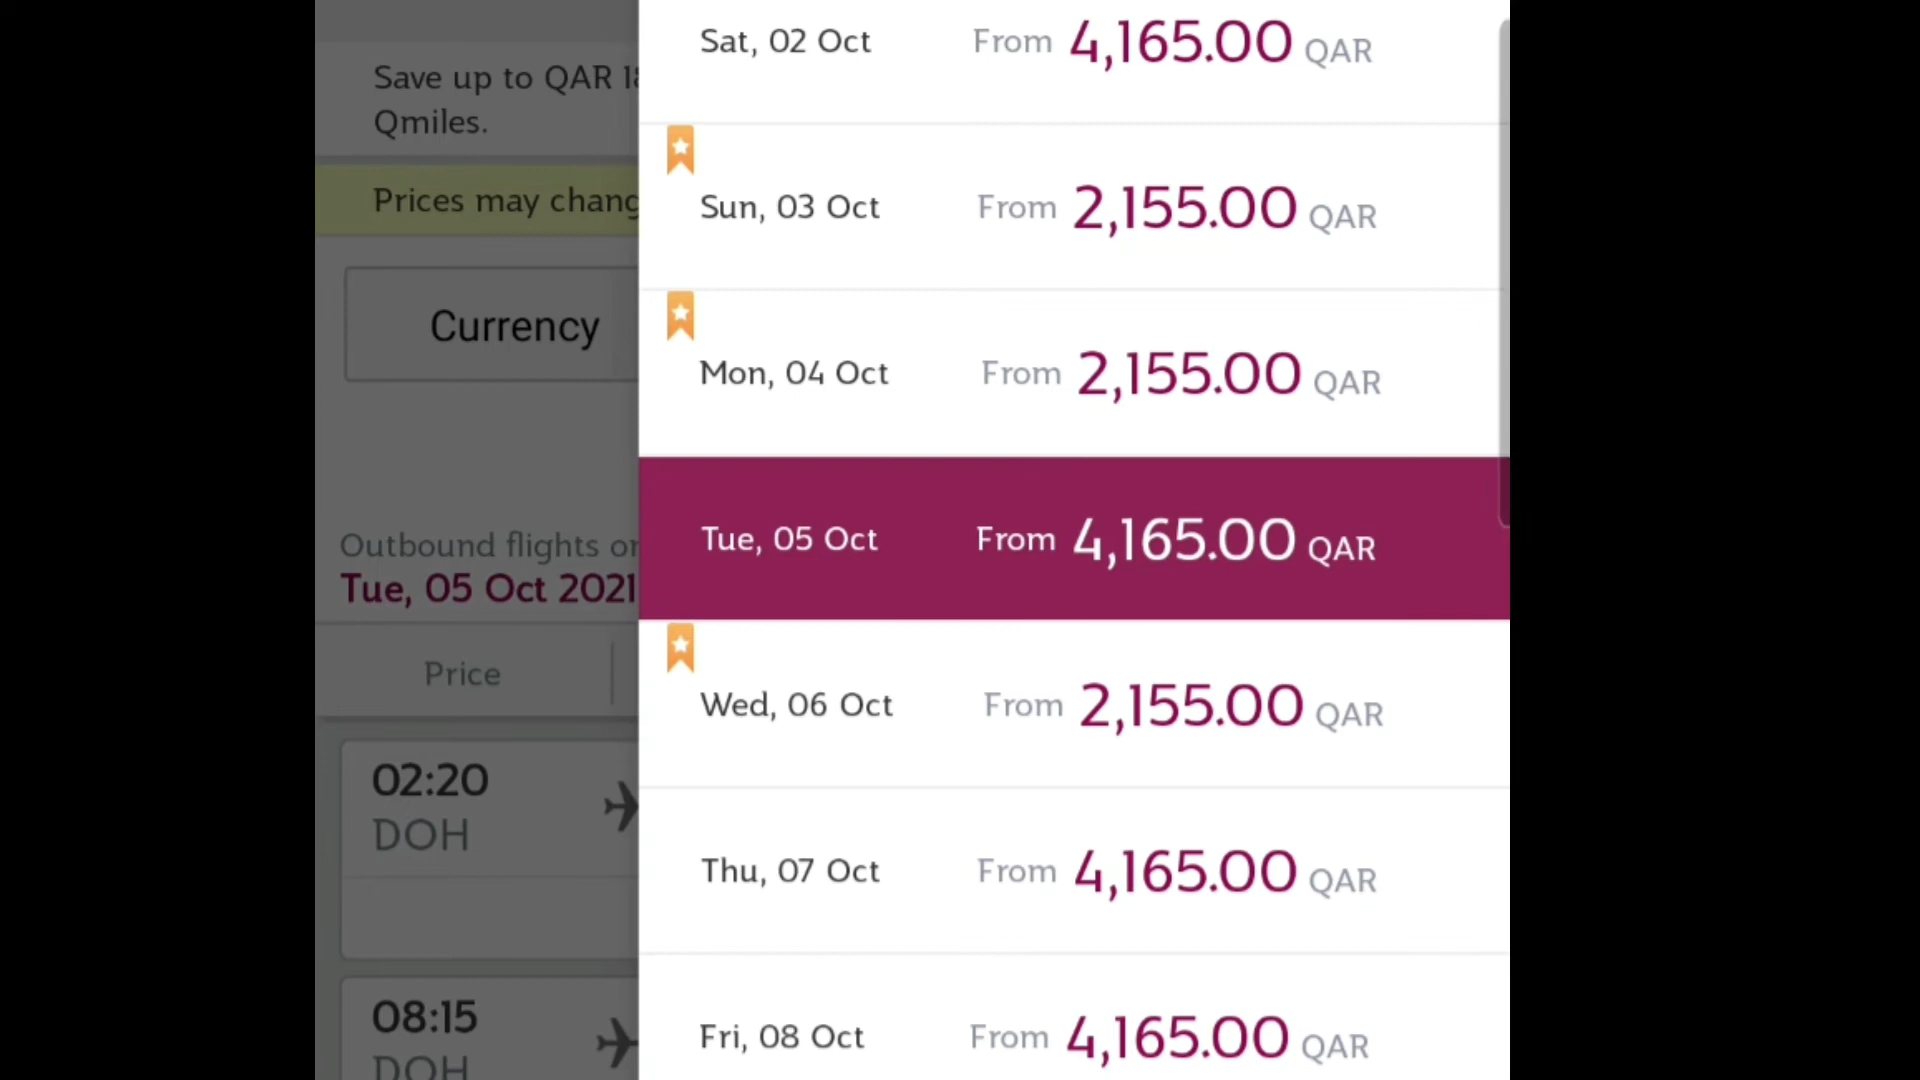 Save up to QAR
Qmiles.
Prices may
Currency
Outbound flights
Tue, 05 Oct 2021
Price
02:20
DOH
08:15
DOH
Sat, 02 Oct From 4,165.00 QAR
Sun, 03 Oct From 2,155.00 QAR
Mon, 04 Oct From 2,155.00 QAR
Tue, 05 Oct From 4,165.00 QAR
Wed, 06 Oct From 2,155.00 QAR
Thu, 07 Oct From 4,165.00 QAR
Fri, 08 Oct From 4,165.00 QAR